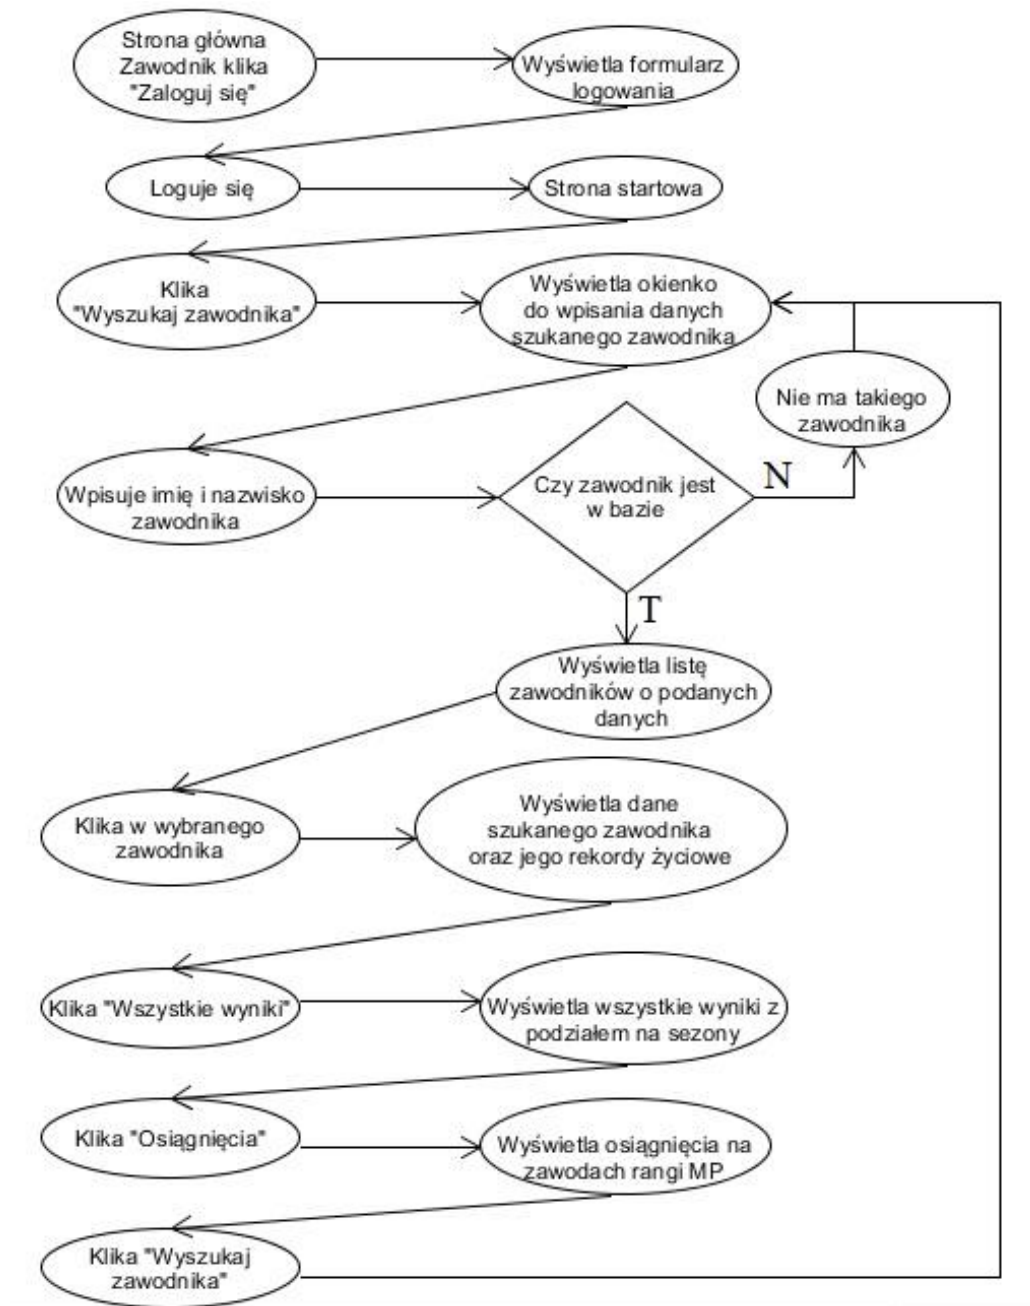 Strona główna
Zawodnik klika
"Zaloguj się"
Wyświetla formularz
logowania
Loguje się
Strona startowa
Klika
"Wyszukaj zawodnika"
Wyświetla okienko
do wpisania danych
szukanego zawodnika
Nie ma takiego
zawodnika
Wpisuje imię i nazwisko
zawodnika
Czy zawodnik jest
w bazie
N
T
Wyświetla listę
zawodników o podanych
danych
Klika w wybranego
zawodnika
Wyświetla dane
szukanego zawodnika
oraz jego rekordy życiowe
Klika "Wszystkie wyniki"
Wyświetla wszystkie wyniki z
podziałem na sezony
Klika "Osiągnięcia"
Wyświetla osiągnięcia na
zawodach rangi MP
Klika "Wyszukaj
zawodnika"